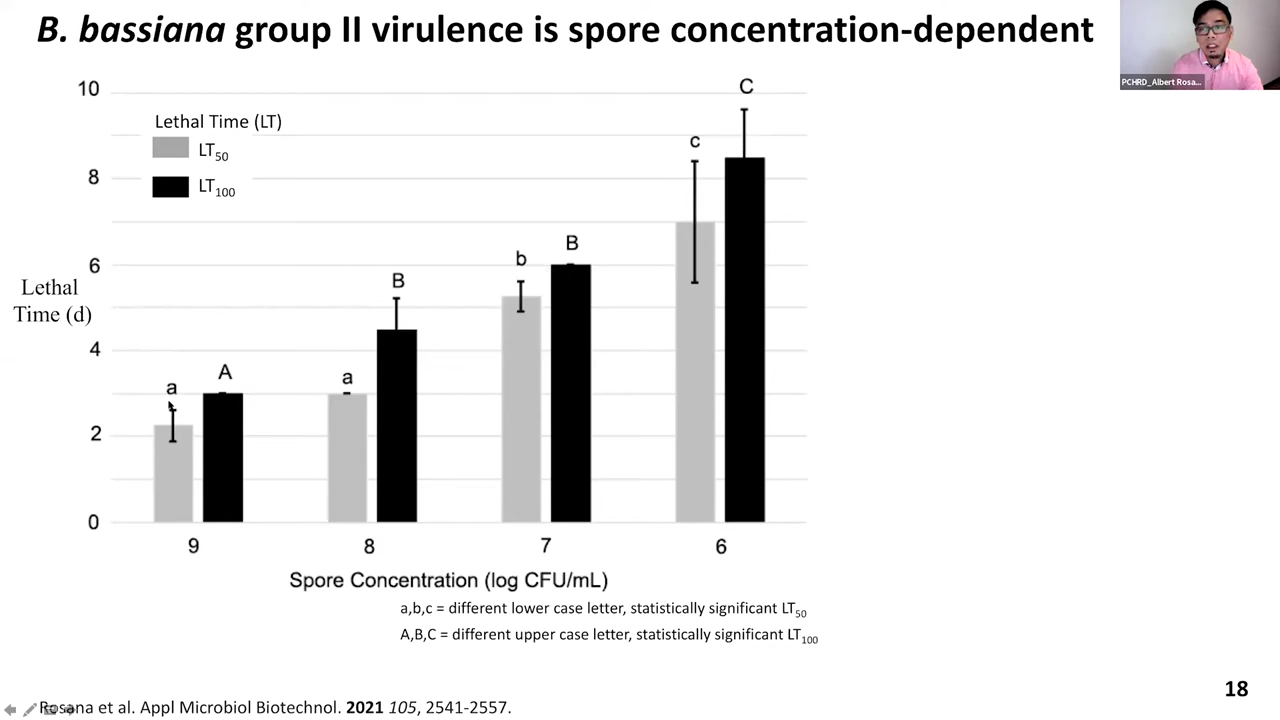 B. bassiana group II virulence is spore concentration-dependent
PCHRD_Albert Rosa...
Lethal Time (LT)
LT50
LT100
Lethal
Time (d)
10
8
6
4
2
0
a
A
a
B
b
B
c
C
9
8
7
6
Spore Concentration (log CFU/mL)
a,b,c = different lower case letter, statistically significant LT50
A,B,C = different upper case letter, statistically significant LT100
18
Rosana et al. Appl Microbiol Biotechnol. 2021 105, 2541-2557.